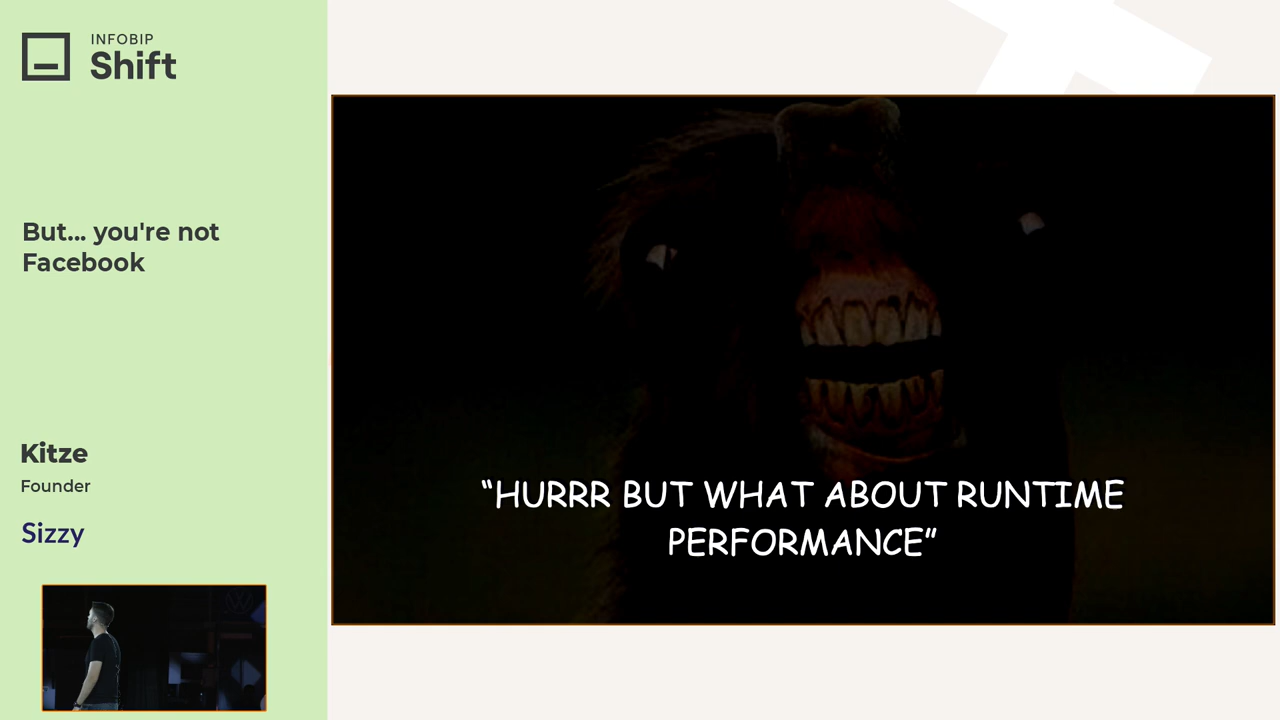 INFOBIP
Shift
But... you're not
Facebook
Kitze
Founder
Sizzy
“HURRR BUT WHAT ABOUT RUNTIME
PERFORMANCE”